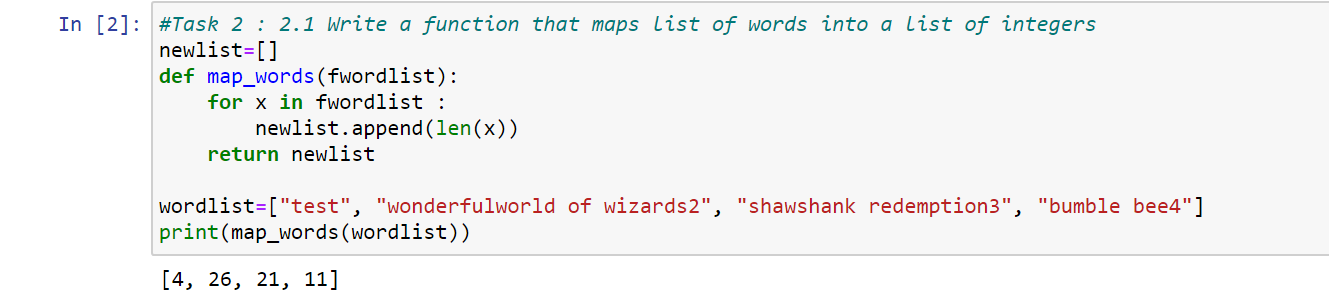 In [2]: #Task 2 : 2.1 Write a function that maps list of words into a list of integers
newlist=[]
def map_words(fwordlist):
    for x in fwordlist :
        newlist.append(len(x))
    return newlist
wordlist=["test", "wonderfulworld of wizards2", "shawshank redemption3", "bumble bee4"]
print(map_words(wordlist))
[4, 26, 21, 11]